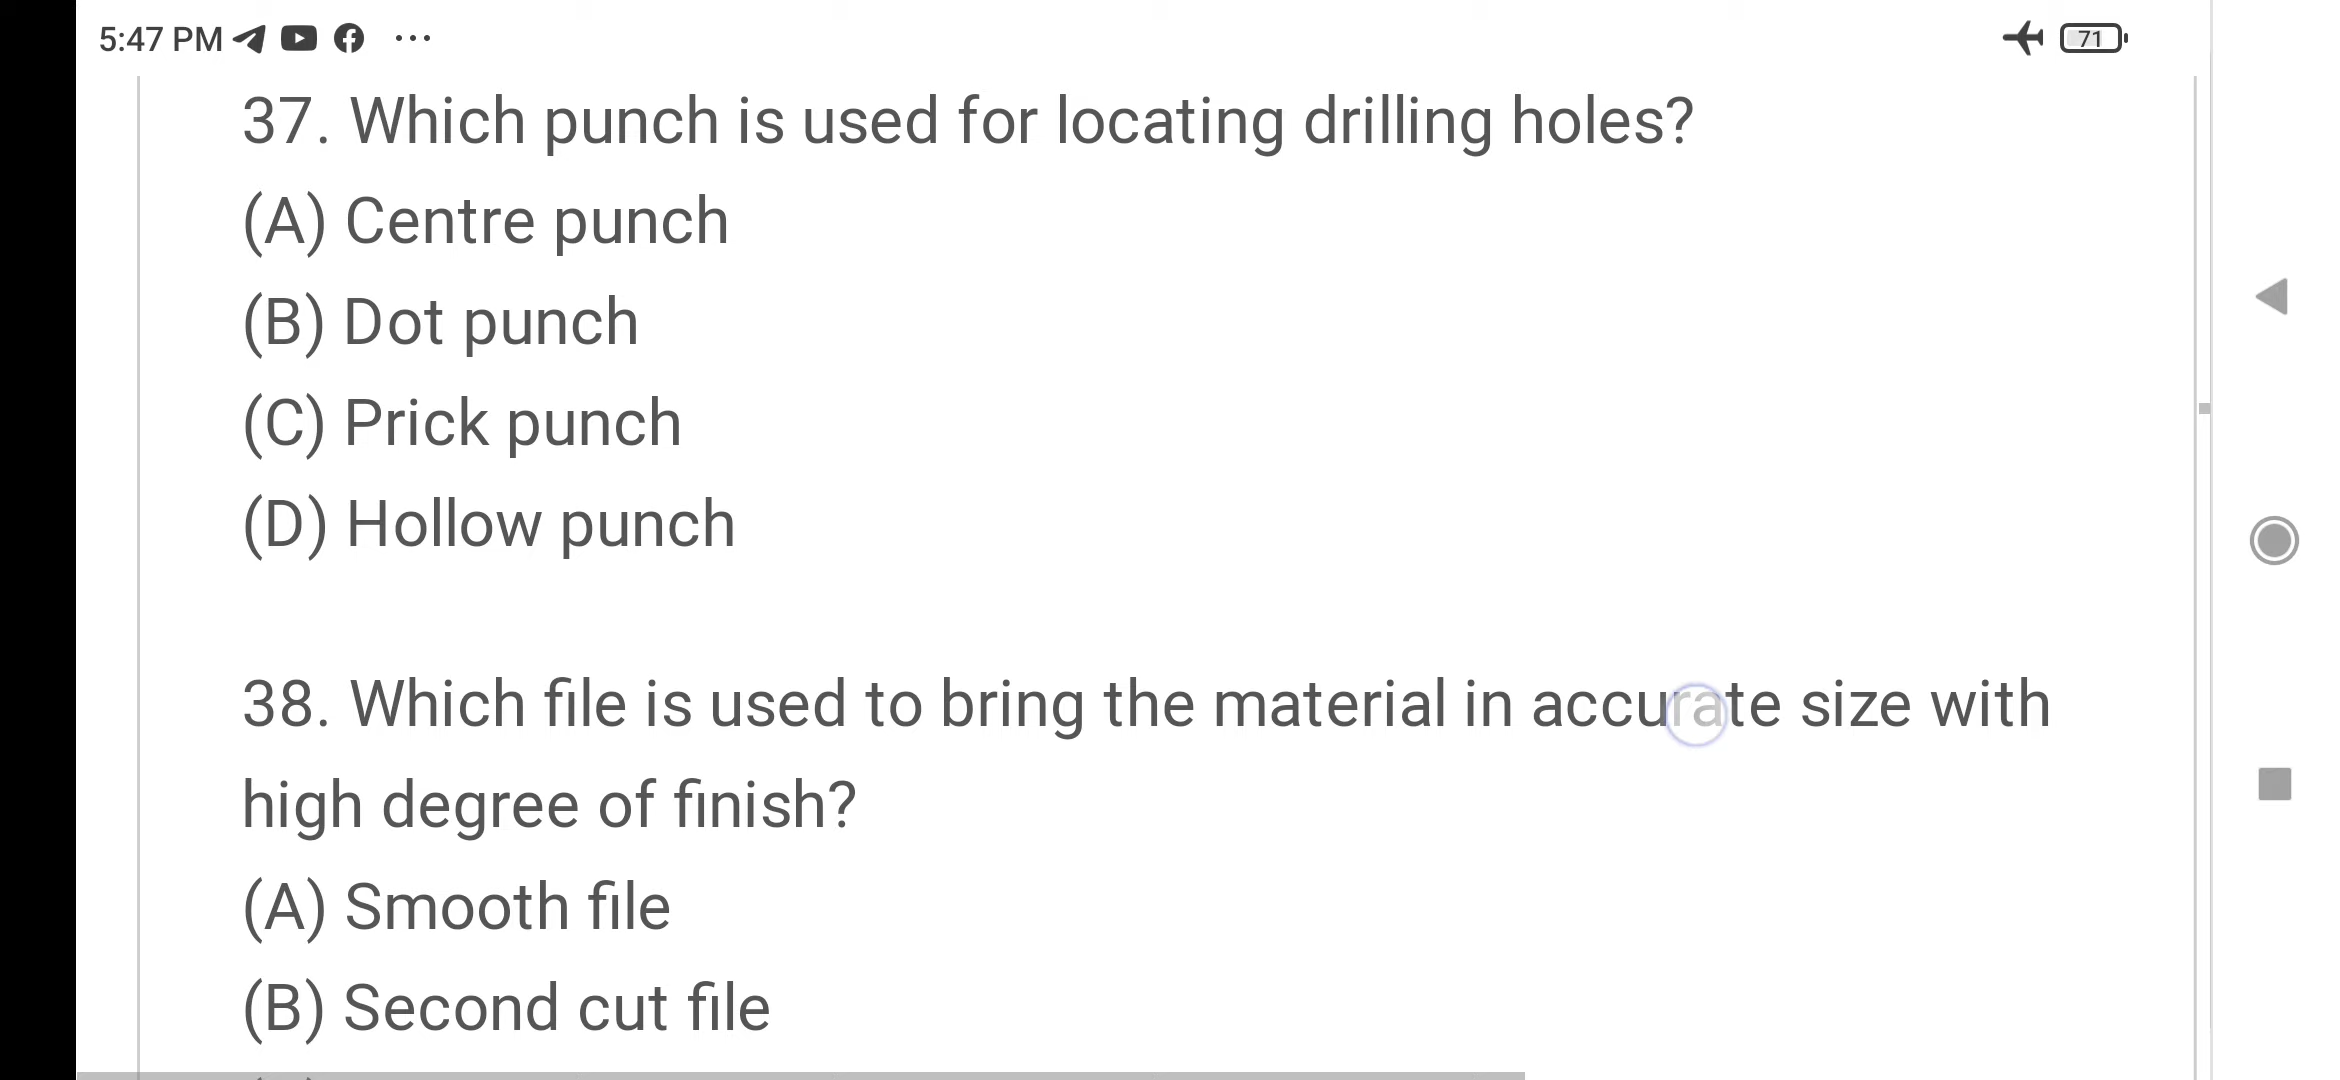 5:47 PM ...
71
37. Which punch is used for locating drilling holes?
(A) Centre punch
(B) Dot punch
(C) Prick punch
(D) Hollow punch
38. Which file is used to bring the material in accurate size with
high degree of finish?
(A) Smooth file
(B) Second cut file